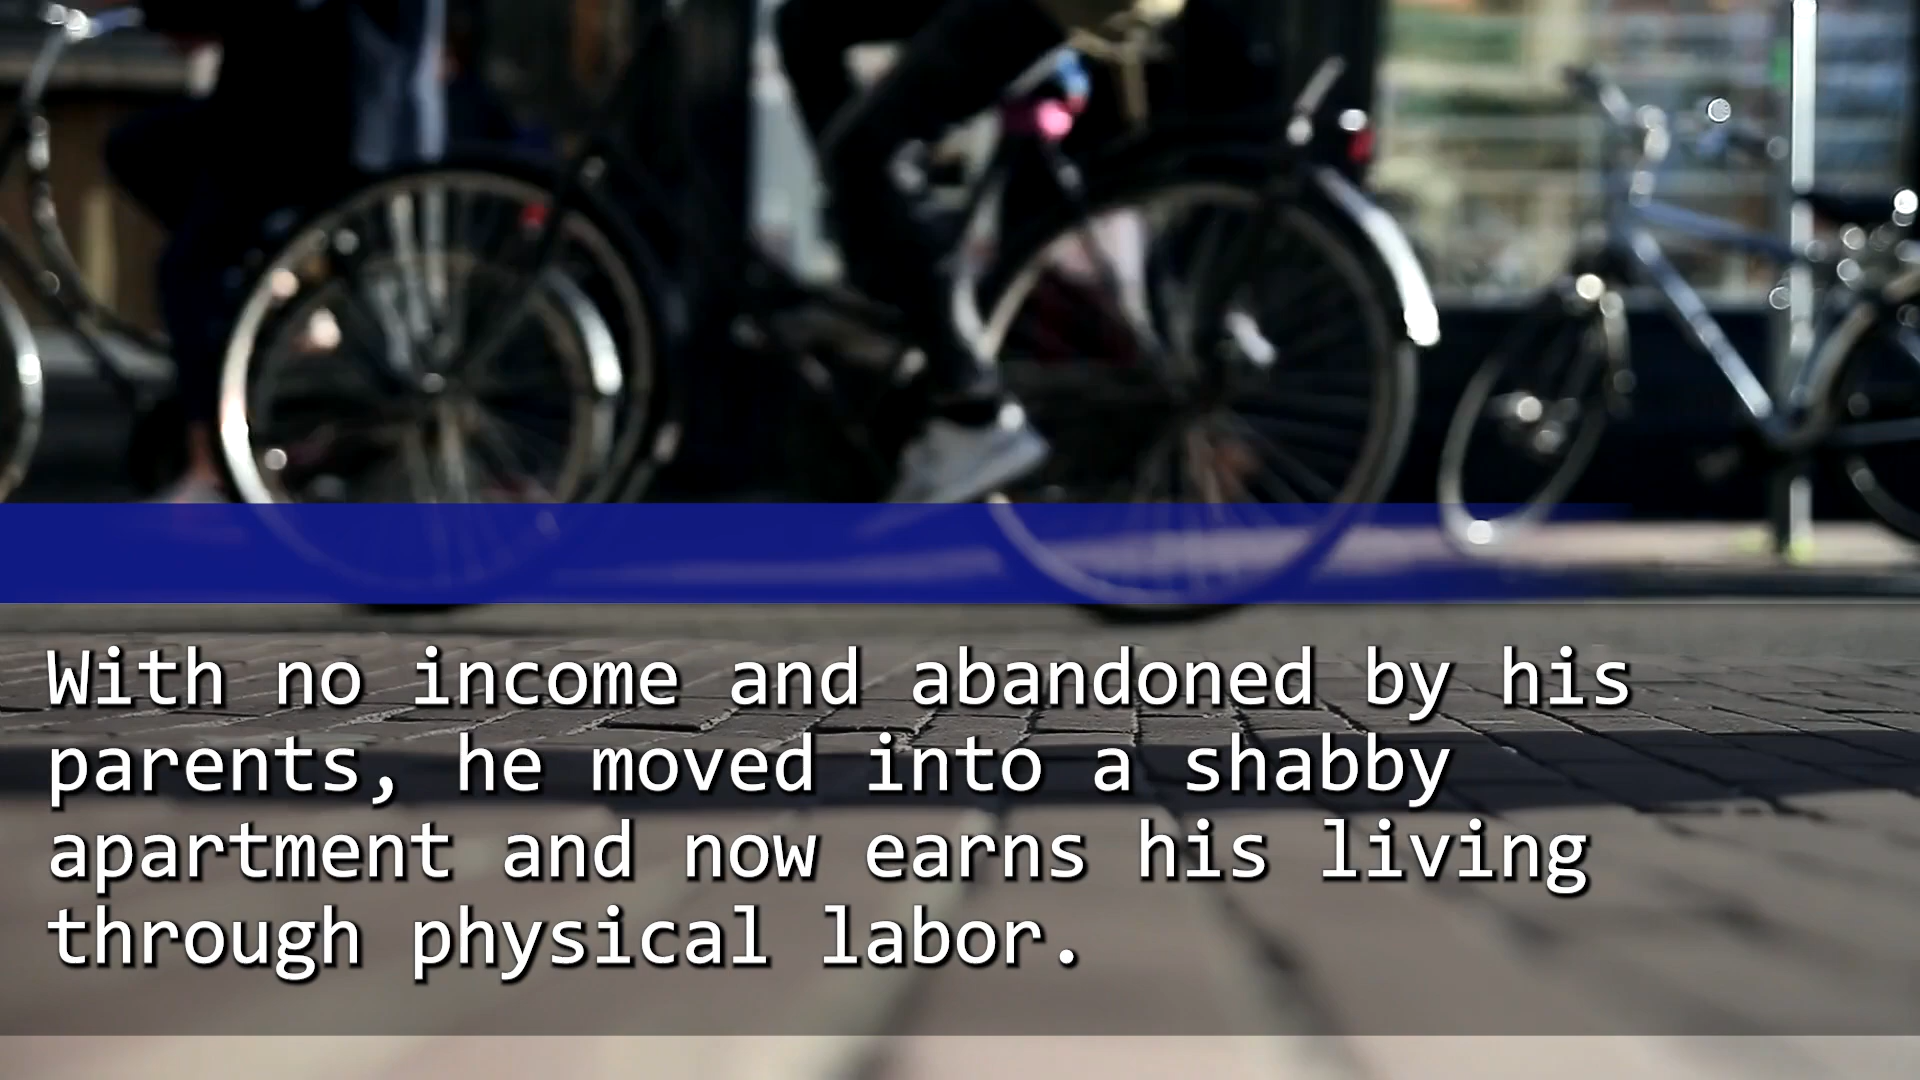 With no income and abandoned by his
parents, he moved into a shabby
apartment and now earns his living
through physical labor.